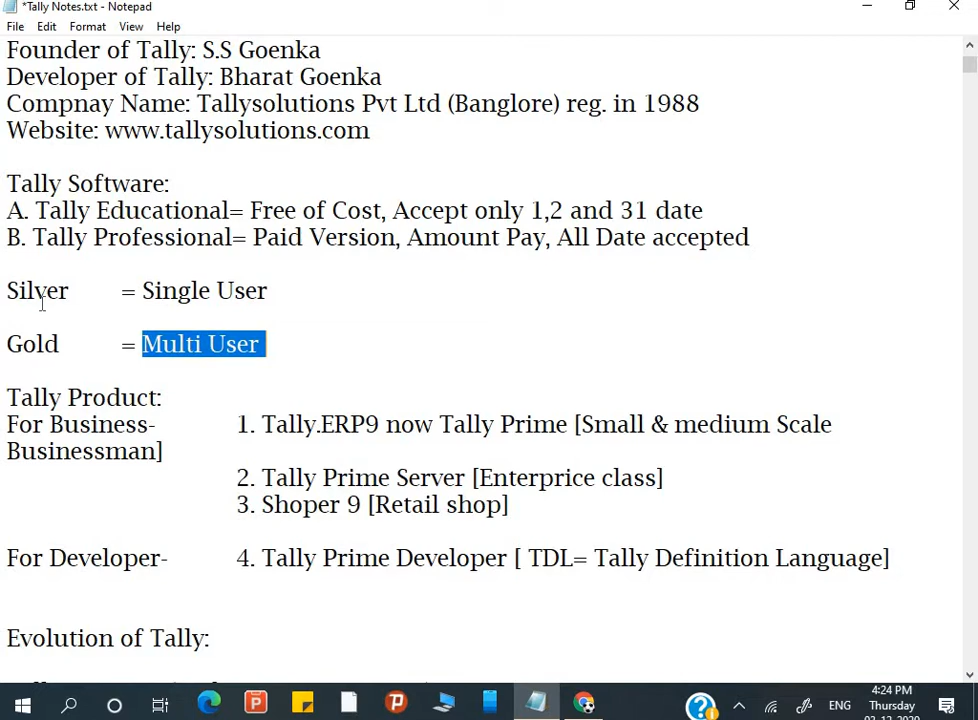 *Tally Notes.txt - Notepad
File Edit Format View Help
Founder of Tally: S.S Goenka
Developer of Tally: Bharat Goenka
Compnay Name: Tallysolutions Pvt Ltd (Banglore) reg. in 1988
Website: www.tallysolutions.com
Tally Software:
A. Tally Educational= Free of Cost, Accept only 1,2 and 31 date
B. Tally Professional= Paid Version, Amount Pay, All Date accepted
Silver = Single User
Gold = Multi User
Tally Product:
For Business- 1. Tally.ERP9 now Tally Prime [Small & medium Scale
Businessman]
2. Tally Prime Server [Enterprice class]
3. Shoper 9 [Retail shop]
For Developer- 4. Tally Prime Developer [ TDL= Tally Definition Language]
Evolution of Tally:
4:24 PM
ENG Thursday